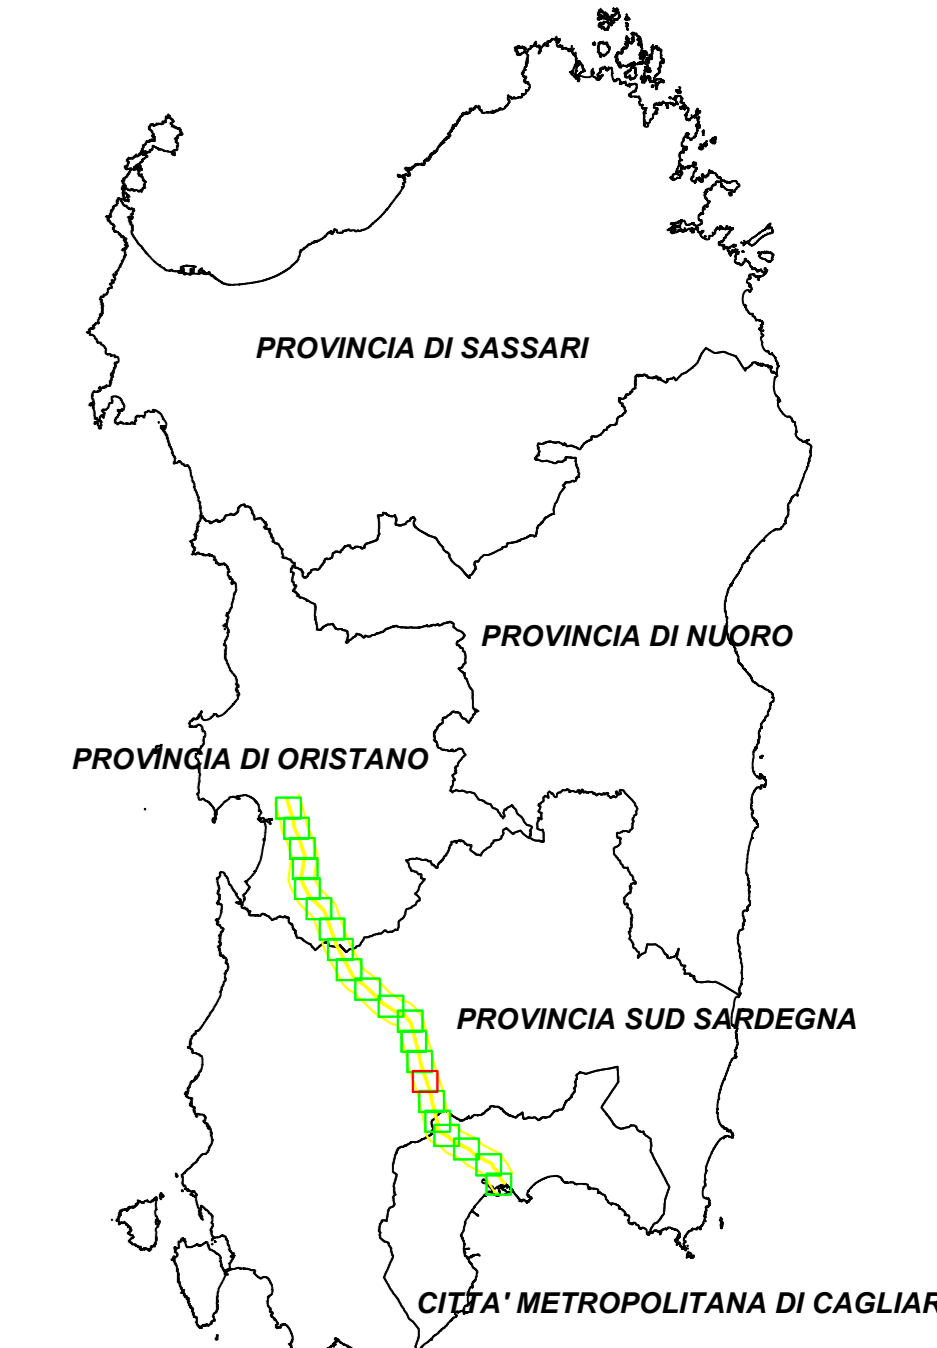 PROVINCIA DI SASSARI
PROVINCIA DI NUORO
PROVINCIA DI ORISTANO
PROVINCIA SUD SARDEGNA
CITTA' METROPOLITANA DI CAGLIAR